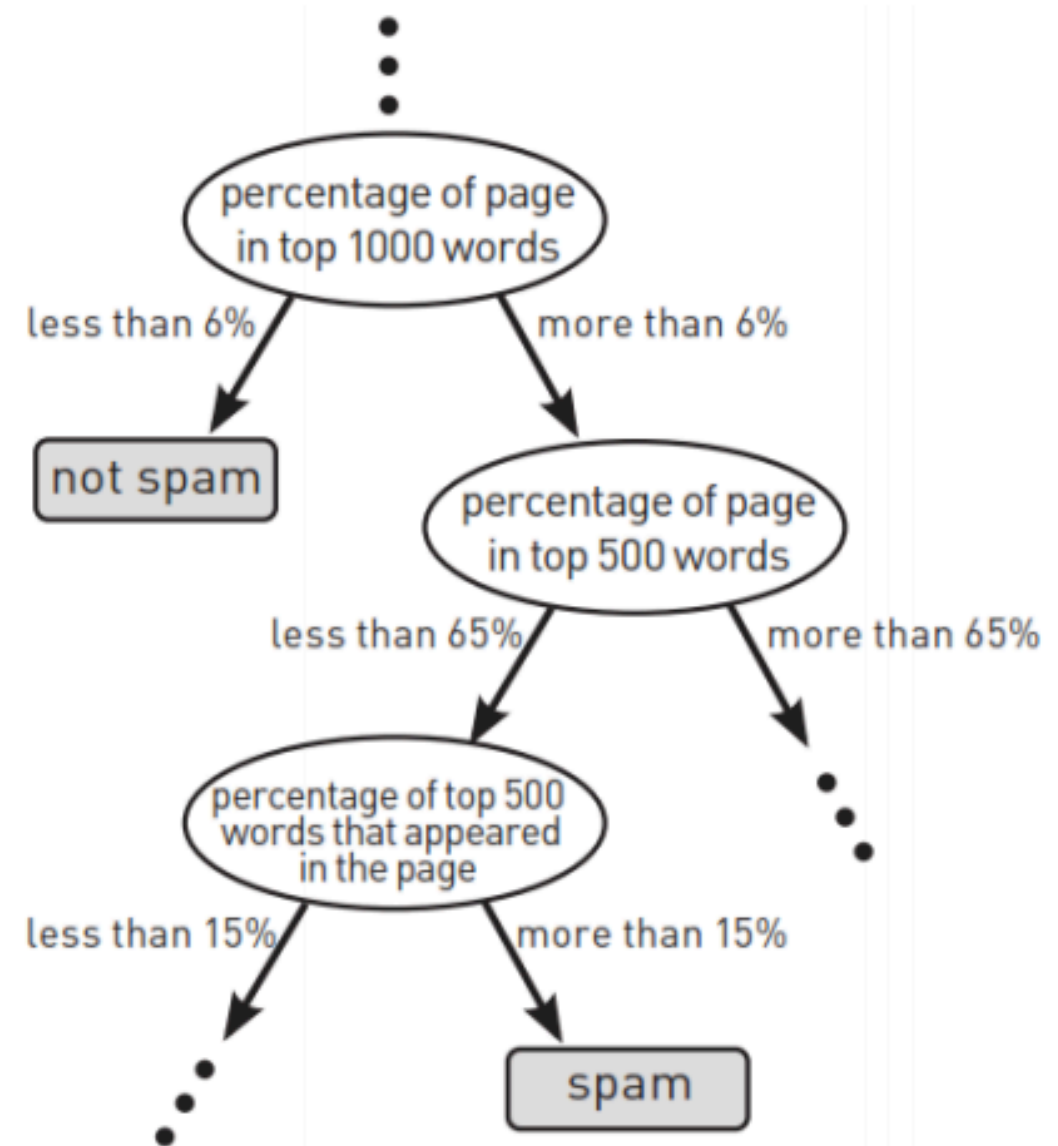 percentage of page
in top 1000 words
less than 6%
more than 6%
not spam
percentage of page
in top 500 words
less than 65%
more than 65%
percentage of top 500
words that appeared
in the page
less than 15%
more than 15%
spam